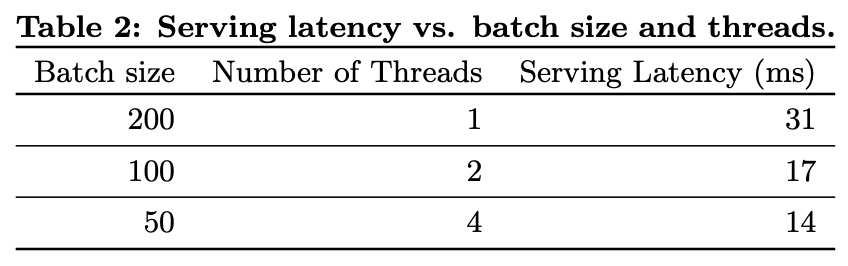 Table 2: Serving latency vs. batch size and threads.
Batch size Number of Threads Serving Latency (ms)
200 1 31
100 2 17
50 4 14